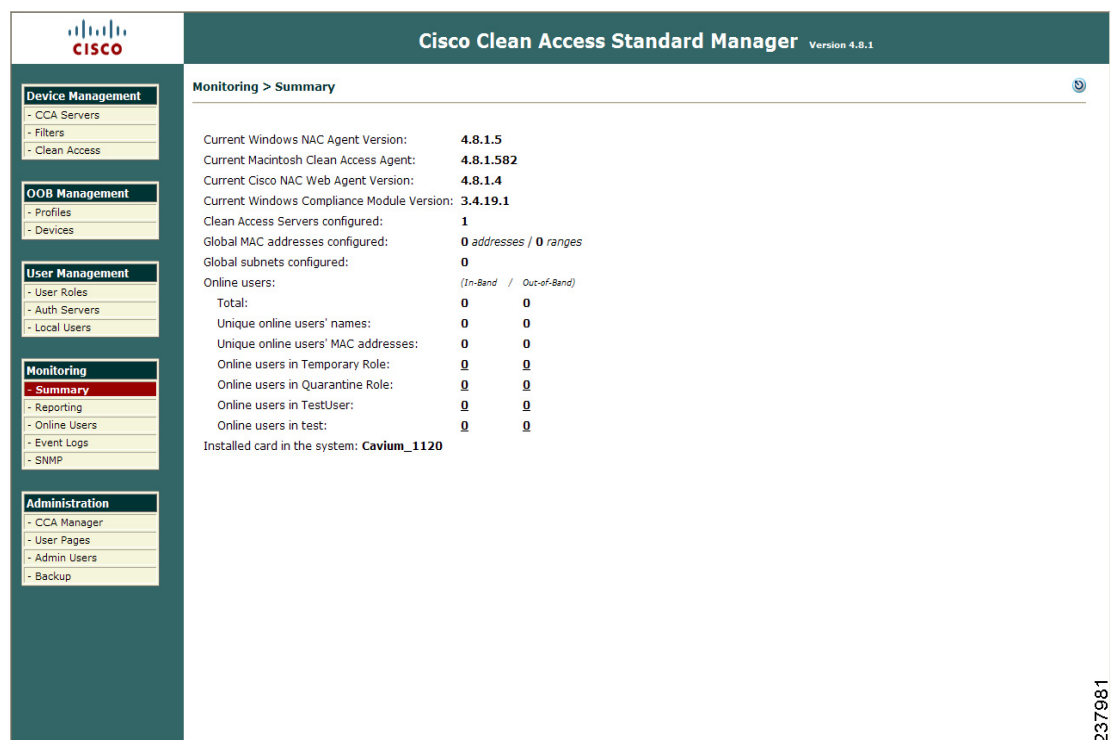 CISCO
Cisco Clean Access Standard Manager Version 4.8.1
Device Management
- CCA Servers
- Filters
- Clean Access
OOB Management
- Profiles
- Devices
User Management
- User Roles
- Auth Servers
- Local Users
Monitoring
- Summary
- Reporting
- Online Users
- Event Logs
- SNMP
Administration
- CCA Manager
- User Pages
- Admin Users
- Backup
Monitoring > Summary
Current Windows NAC Agent Version: 4.8.1.5
Current Macintosh Clean Access Agent: 4.8.1.582
Current Cisco NAC Web Agent Version: 4.8.1.4
Current Windows Compliance Module Version: 3.4.19.1
Clean Access Servers configured: 1
Global MAC addresses configured: 0 addresses / 0 ranges
Global subnets configured: 0
Online users: (In-Band / Out-of-Band)
Total: 0 0
Unique online users' names: 0 0
Unique online users' MAC addresses: 0 0
Online users in Temporary Role: 0 0
Online users in Quarantine Role: 0 0
Online users in TestUser: 0 0
Online users in test: 0 0
Installed card in the system: Cavium_1120
237981